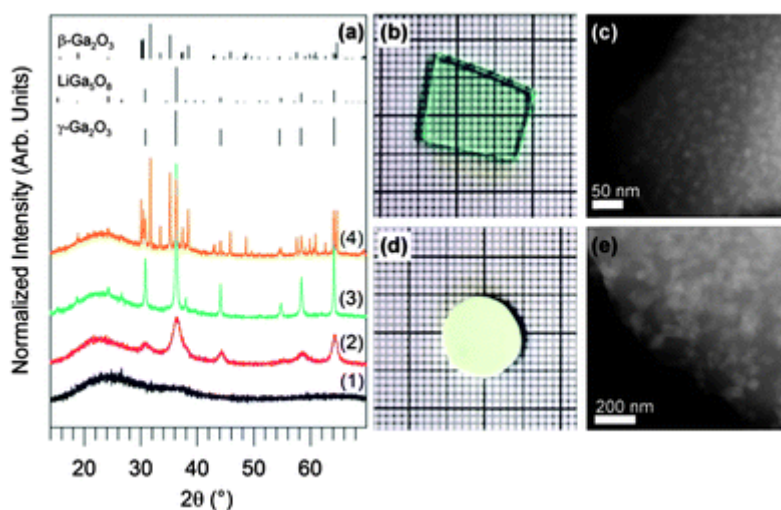 (a)
β-Ga₂O₃
LiGa₅O₈
γ-Ga₂O₃
(4)
(3)
(2)
(1)
Normalized Intensity (Arb. Units)
20 30 40 50 60
2θ (°)
(b)
(c)
50 nm
(d)
(e)
200 nm